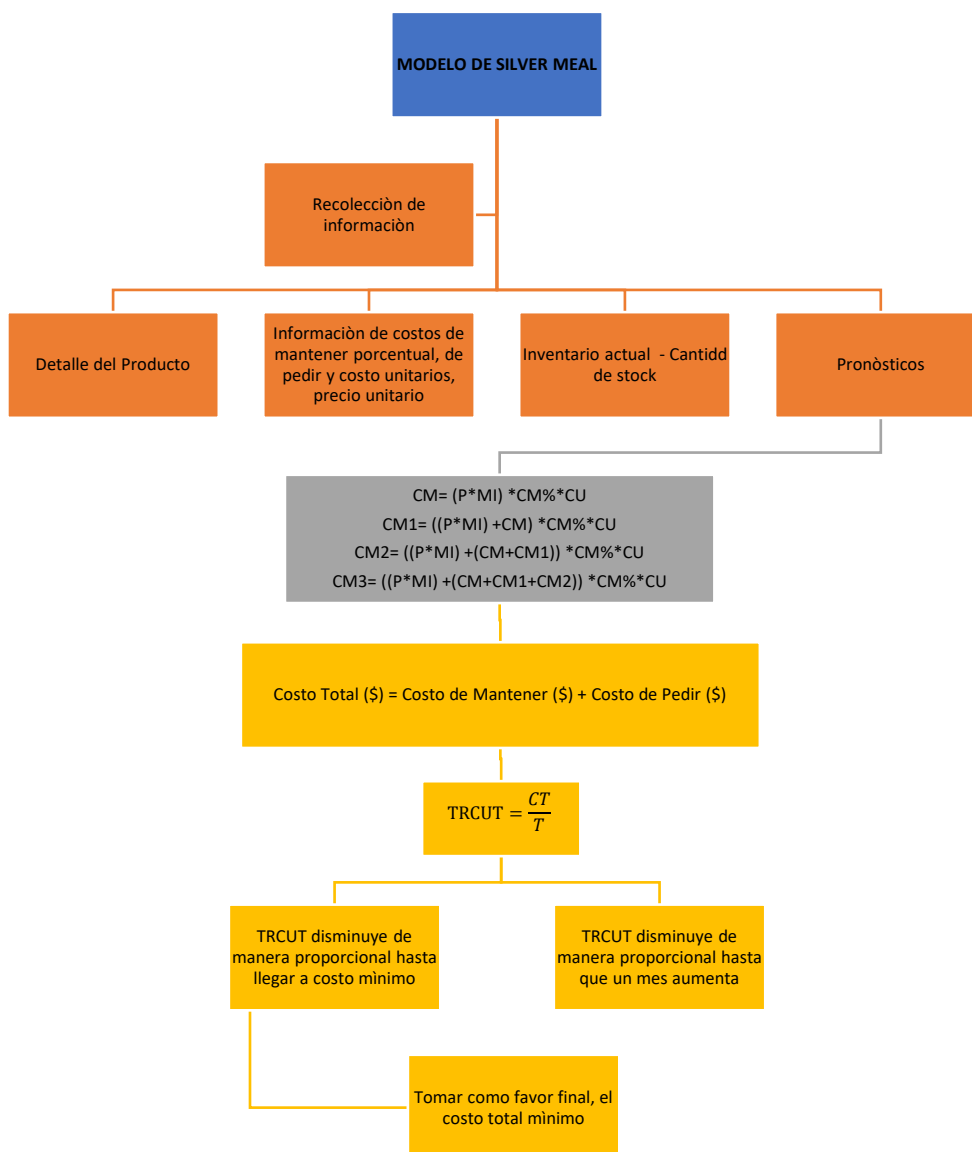 MODELO DE SILVER MEAL
Recolecciòn de
informaciòn
Detalle del Producto
Informaciòn de costos de
mantener porcentual, de
pedir y costo unitarios,
precio unitario
Inventario actual - Cantidd
de stock
Pronòsticos
CM= (P*MI) *CM%*CU
CM1= ((P*MI) +CM) *CM%*CU
CM2= ((P*MI) +(CM+CM1)) *CM%*CU
CM3= ((P*MI) +(CM+CM1+CM2)) *CM%*CU
Costo Total ($) = Costo de Mantener ($) + Costo de Pedir ($)
TRCUT = CT/T
TRCUT disminuye de
manera proporcional hasta
llegar a costo mìnimo
TRCUT disminuye de
manera proporcional hasta
que un mes aumenta
Tomar como favor final, el
costo total mìnimo